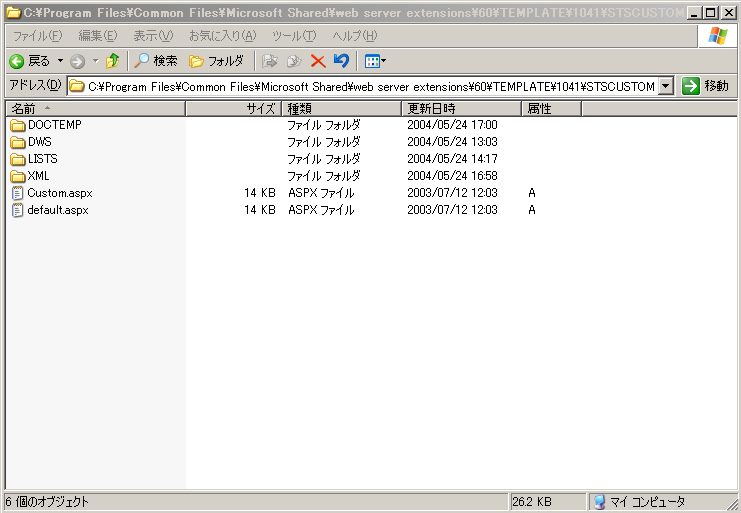 C:¥Program Files¥Common Files¥Microsoft Shared¥web server extensions¥60¥TEMPLATE¥1041¥STSCUSTOM
ファイル(F) 編集(E) 表示(V) お気に入り(A) ツール(T) ヘルプ(H)
戻る 検索 フォルダ
アドレス(D) C:¥Program Files¥Common Files¥Microsoft Shared¥web server extensions¥60¥TEMPLATE¥1041¥STSCUSTOM 移動
名前 サイズ 種類 更新日時 属性
DOCTEMP ファイル フォルダ 2004/05/24 17:00
DWS ファイル フォルダ 2004/05/24 13:03
LISTS ファイル フォルダ 2004/05/24 14:17
XML ファイル フォルダ 2004/05/24 16:58
Custom.aspx 14 KB ASPX ファイル 2003/07/12 12:03 A
default.aspx 14 KB ASPX ファイル 2003/07/12 12:03 A
6 個のオブジェクト 26.2 KB マイ コンピュータ